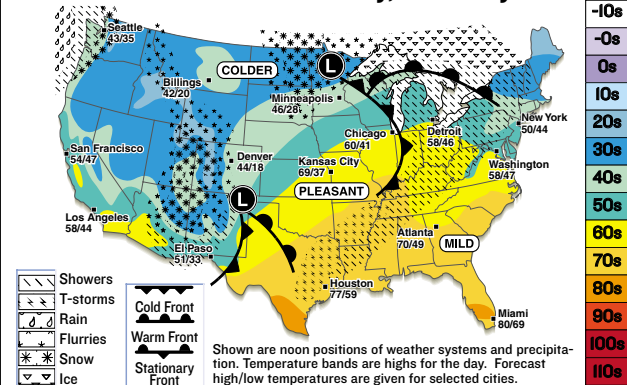 Seattle
43/35
Billings
42/20
COLDER
L
Minneapolis
46/28
New York
50/44
Chicago
60/41
Detroit
58/46
San Francisco
54/47
Denver
44/18
Kansas City
69/37
Washington
58/47
PLEASANT
L
Los Angeles
58/44
El Paso
51/33
Atlanta
70/49
MILD
Houston
77/59
Miami
80/69
Showers
T-storms
Rain
Flurries
Snow
Ice
Cold Front
Warm Front
Stationary
Front
Shown are noon positions of weather systems and precipita-
tion. Temperature bands are highs for the day. Forecast
high/low temperatures are given for selected cities.
-10s
-0s
0s
10s
20s
30s
40s
50s
60s
70s
80s
90s
100s
110s